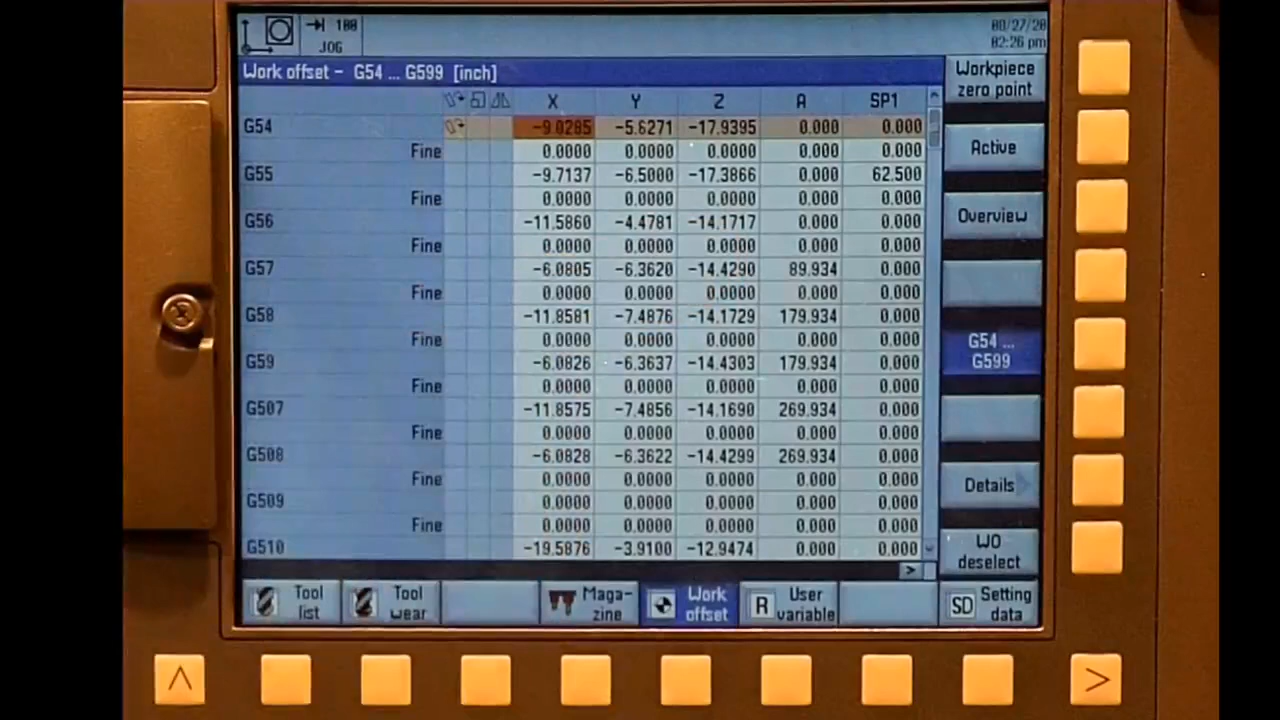 100
JOG
08/27/20
02:26 pm
Work offset - G54 ... G599 [inch]
Workpiece
zero point
X Y Z A SP1
G54 -9.0285 -5.6271 -17.9395 0.000 0.000
Fine 0.0000 0.0000 0.0000 0.000 0.000
G55 -9.7137 -6.5000 -17.3866 0.000 62.500
Fine 0.0000 0.0000 0.0000 0.000 0.000
G56 -11.5860 -4.4781 -14.1717 0.000 0.000
Fine 0.0000 0.0000 0.0000 0.000 0.000
G57 -6.0805 -6.3620 -14.4290 89.934 0.000
Fine 0.0000 0.0000 0.0000 0.000 0.000
G58 -11.8581 -7.4876 -14.1729 179.934 0.000
Fine 0.0000 0.0000 0.0000 0.000 0.000
G59 -6.0826 -6.3637 -14.4303 179.934 0.000
Fine 0.0000 0.0000 0.0000 0.000 0.000
G507 -11.8575 -7.4856 -14.1690 269.934 0.000
Fine 0.0000 0.0000 0.0000 0.000 0.000
G508 -6.0828 -6.3622 -14.4299 269.934 0.000
Fine 0.0000 0.0000 0.0000 0.000 0.000
G509 0.0000 0.0000 0.0000 0.000 0.000
Fine 0.0000 0.0000 0.0000 0.000 0.000
G510 -19.5876 -3.9100 -12.9474 0.000 0.000
Active
Overview
G54 ...
G599
Details
WO
deselect
>
Tool
list
Tool
wear
Maga-
zine
Work
offset
R User
variable
SD Setting
data
^ >